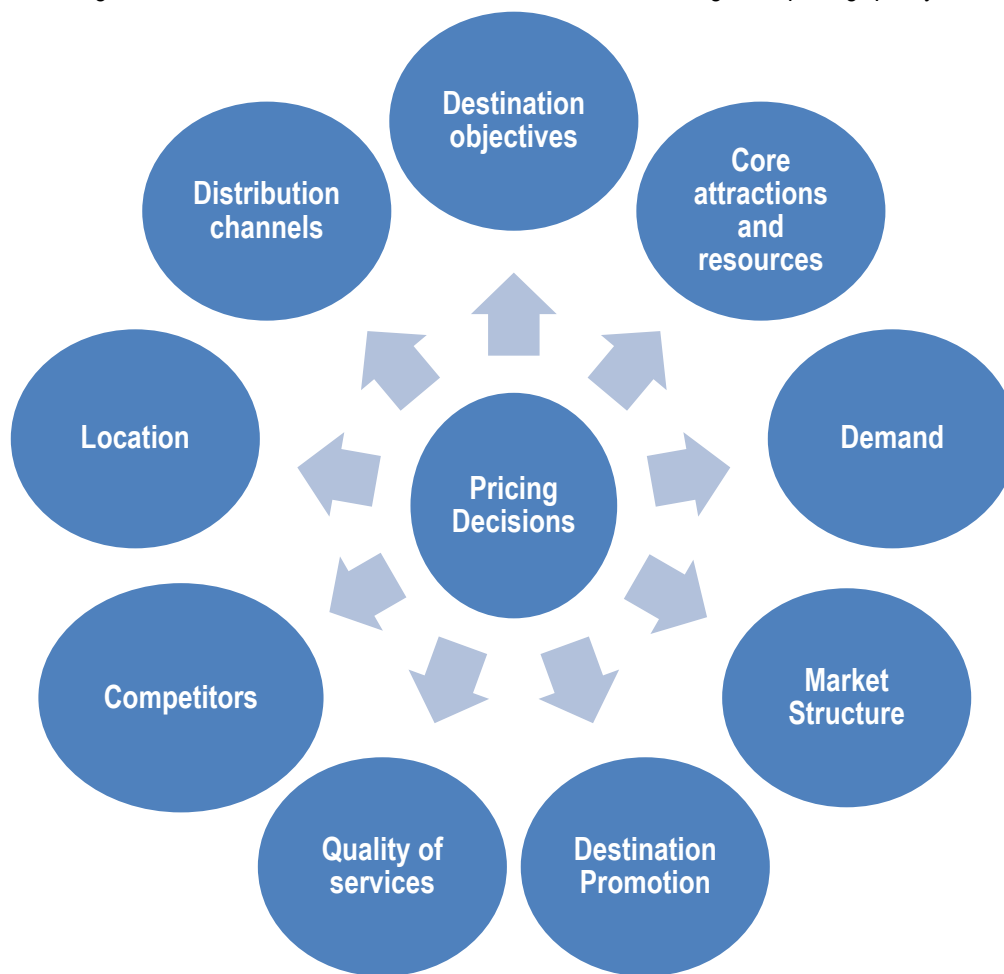 Destination
objectives
Core
attractions
and
resources
Demand
Market
Structure
Destination
Promotion
Quality of
services
Competitors
Location
Distribution
channels
Pricing
Decisions